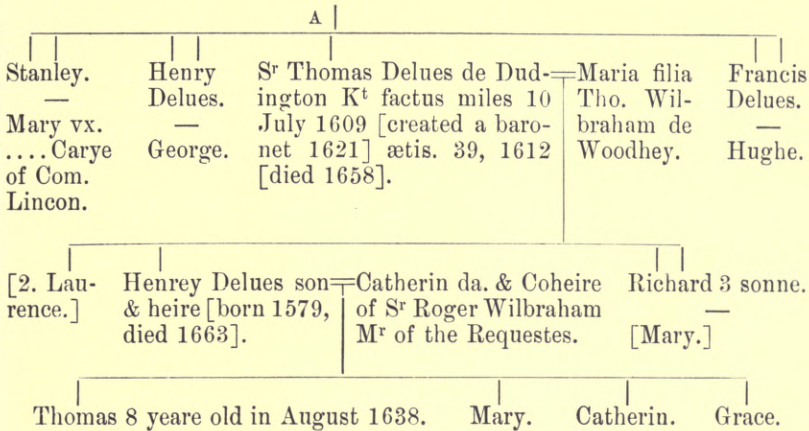 A
Stanley.
—
Mary vx.
....Carye
of Com.
Lincon.
Henry
Delues.
—
George.
Sʳ Thomas Delues de Dud-
ington Kᵗ factus miles 10
July 1609 [created a baro-
net 1621] ætis. 39, 1612
[died 1658].
Maria filia
Tho. Wil-
braham de
Woodhey.
Francis
Delues.
—
Hughe.
[2. Lau-
rence.]
Henrey Delues son
& heire [born 1579,
died 1663].
Catherin da. & Coheire
of Sʳ Roger Wilbraham
Mʳ of the Requestes.
Richard 3 sonne.
—
[Mary.]
Thomas 8 yeare old in August 1638. Mary. Catherin. Grace.